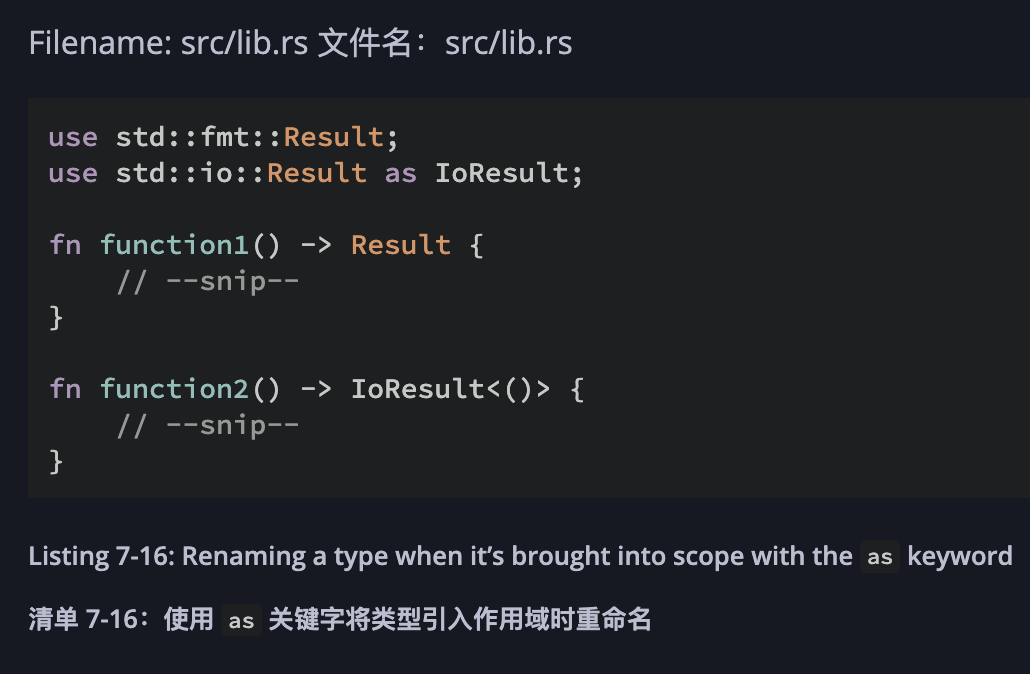 Filename: src/lib.rs 文件名：src/lib.rs
use std::fmt::Result;
use std::io::Result as IoResult;
fn function1() -> Result {
    // --snip--
}
fn function2() -> IoResult<()> {
    // --snip--
}
Listing 7-16: Renaming a type when it’s brought into scope with the as keyword
清单 7-16：使用 as 关键字将类型引入作用域时重命名